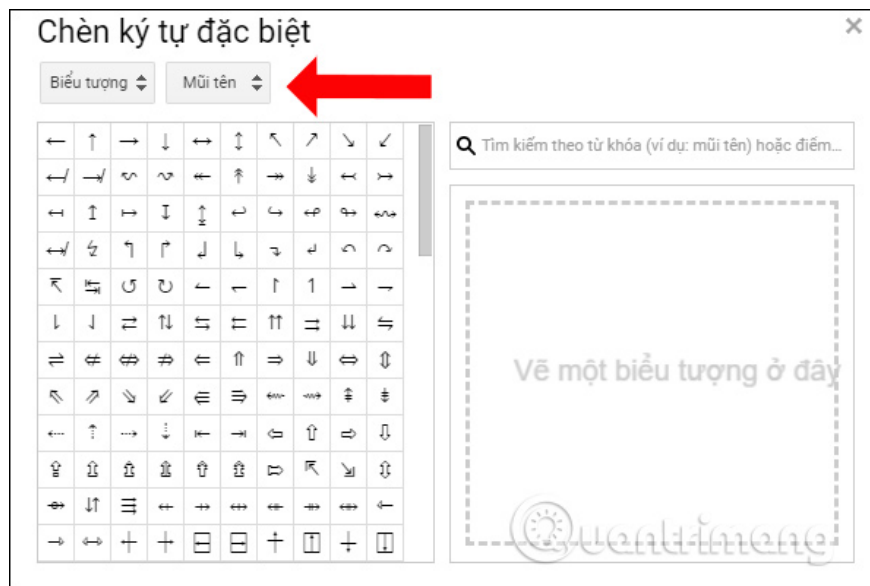 Chèn ký tự đặc biệt
Biểu tượng Mũi tên
Tìm kiếm theo từ khóa (ví dụ: mũi tên) hoặc điểm...
Vẽ một biểu tượng ở đây
Quantrimang